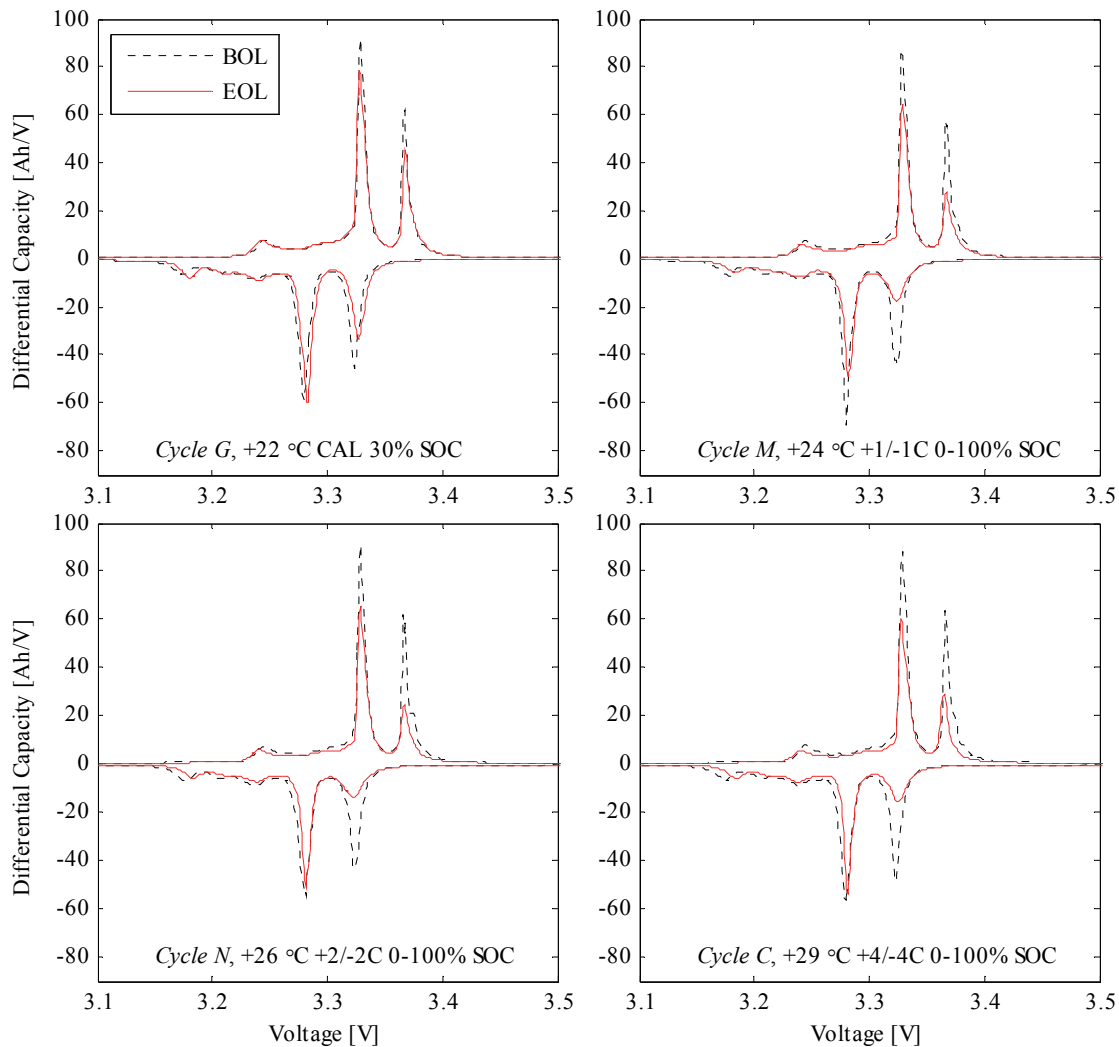 100
80
60
40
20
0
-20
-40
-60
-80
Differential Capacity [Ah/V]
BOL
EOL
Cycle G, +22 °C CAL 30% SOC
3.1 3.2 3.3 3.4 3.5
100
80
60
40
20
0
-20
-40
-60
-80
Cycle M, +24 °C +1/-1C 0-100% SOC
3.1 3.2 3.3 3.4 3.5
100
80
60
40
20
0
-20
-40
-60
-80
Differential Capacity [Ah/V]
Cycle N, +26 °C +2/-2C 0-100% SOC
3.1 3.2 3.3 3.4 3.5
Voltage [V]
100
80
60
40
20
0
-20
-40
-60
-80
Cycle C, +29 °C +4/-4C 0-100% SOC
3.1 3.2 3.3 3.4 3.5
Voltage [V]